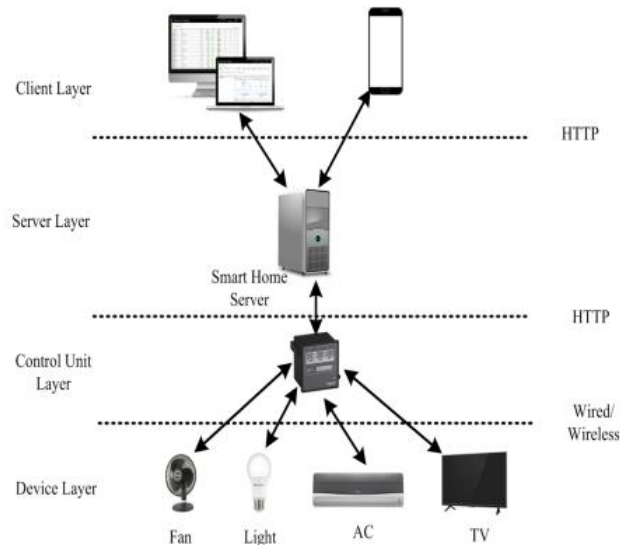 Client Layer
HTTP
Server Layer
Smart Home
Server
HTTP
Control Unit
Layer
Wired/
Wireless
Device Layer
Fan
Light
AC
TV